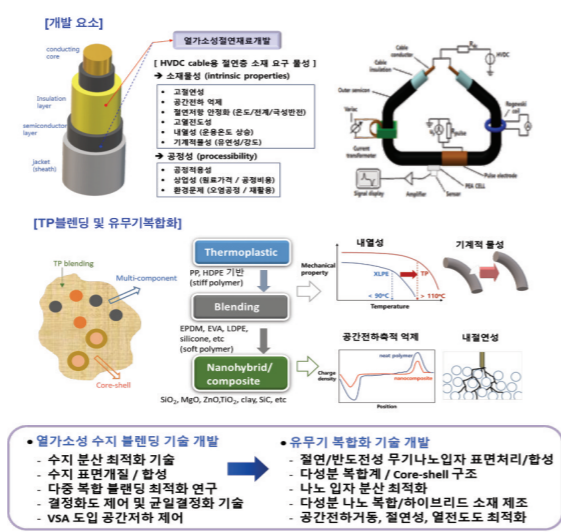 [개발 요소]
conducting
core
Insulation
layer
semiconductor
layer
jacket
(sheath)
열가소성절연재료개발
[ HVDC cable용 절연층 소재 요구 물성 ]
→ 소재물성 (intrinsic properties)
• 고절연성
• 공간전하 억제
• 절연저항 안정화 (온도/전계/극성반전)
• 고열전도성
• 내열성 (운용온도 상승)
• 기계적물성 (유연성/강도)
→ 공정성 (processibility)
• 공정적용성
• 상업성 (원료가격 / 공정비용)
• 환경문제 (오염공정 / 재활용)
Cable
conductor
Cable
insulation
HVDC
Outer semicon
Variac
Current
transformer
Rogowski
coil
Pulse electrode
Signal display
Amplifier
Sensor
PEA CELL
[TP블렌딩 및 유무기복합화]
TP blending
Multi-component
Core-shell
Thermoplastic
PP, HDPE 기반
(stiff polymer)
Blending
EPDM, EVA, LDPE,
silicone, etc
(soft polymer)
Nanohybrid/
composite
SiO2, MgO, ZnO,TiO2, clay, SiC, etc
내열성
Mechanical
property
XLPE
TP
< 90°C
> 110°C
Temperature
기계적 물성
공간전하축적 억제
Charge
density
neat polymer
nanocomposite
Position
내절연성
• 열가소성 수지 블렌딩 기술 개발
- 수지 분산 최적화 기술
- 수지 표면개질 / 합성
- 다중 복합 블렌딩 최적화 연구
- 결정화도 제어 및 균일결정화 기술
- VSA 도입 공간저하 제어
• 유무기 복합화 기술 개발
- 절연/반도전성 무기나노입자 표면처리/합성
- 다성분 복합계 / Core-shell 구조
- 나노 입자 분산 최적화
- 다성분 나노 복합/하이브리드 소재 제조
- 공간전하거동, 절연성, 열전도도 최적화